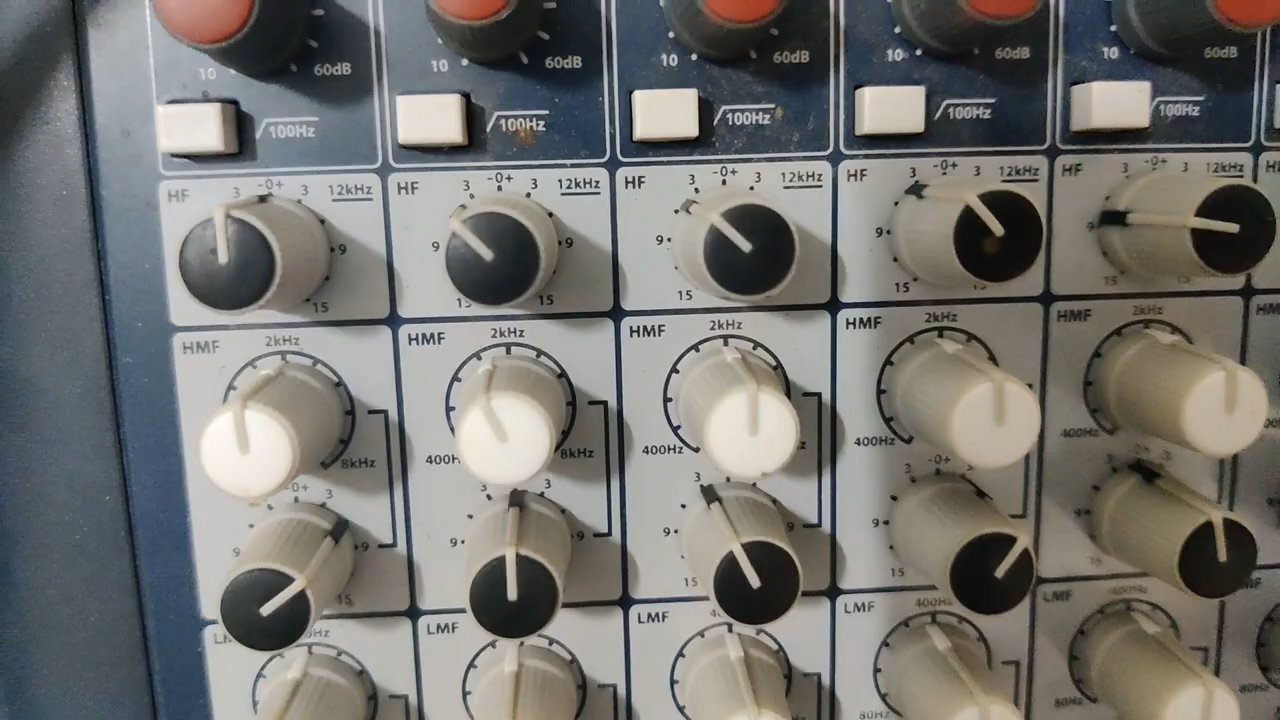 10 60dB 10 60dB 10 60dB 10 60dB 10 60dB
100Hz 100Hz 100Hz 100Hz 100Hz
HF 3 -0+ 3 12kHz HF 3 -0+ 3 12kHz HF 3 -0+ 3 12kHz HF 3 -0+ 3 12kHz HF 3 -0+ 3 12kHz
9 9 9 9 9 9
15 15 15 15 15 15
HMF 2kHz HMF 2kHz HMF 2kHz HMF 2kHz HMF 2kHz
8kHz 400H 8kHz 400Hz 400Hz 400Hz
-0+ 3 3 3 3 3 -0+
9 9 9 9 9 9 9
15 15 15
LMF LMF LMF 400Hz LMF 400Hz
80Hz 80Hz